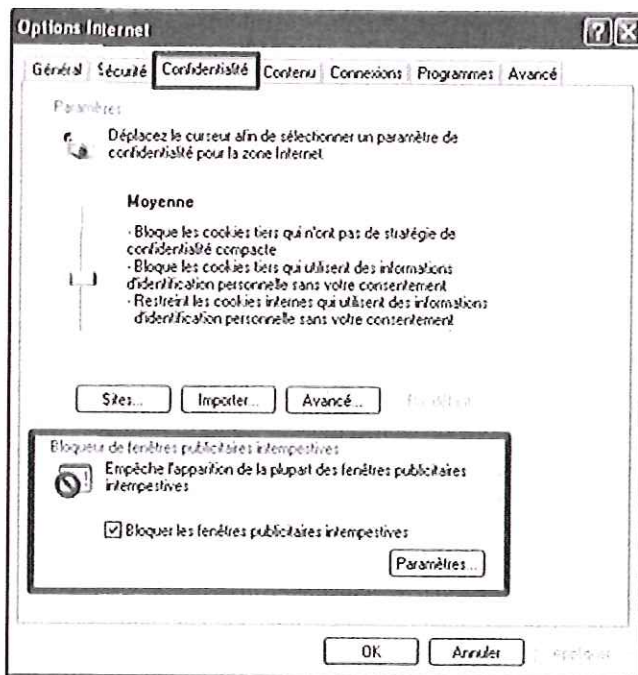 Options Internet
Général Sécurité Confidentialité Contenu Connexions Programmes Avancé
Paramètres
Déplacez le curseur afin de sélectionner un paramètre de
confidentialité pour la zone Internet
Moyenne
- Bloque les cookies tiers qui n'ont pas de stratégie de
confidentialité compacte
- Bloque les cookies tiers qui utilisent des informations
d'identification personnelle sans votre consentement
- Restreint les cookies internes qui utilisent des informations
d'identification personnelle sans votre consentement
Sites... Importer... Avancé...
Bloqueur de fenêtres publicitaires intempestives
Empêche l'apparition de la plupart des fenêtres publicitaires
intempestives
Bloquer les fenêtres publicitaires intempestives
Paramètres...
OK Annuler Appliquer